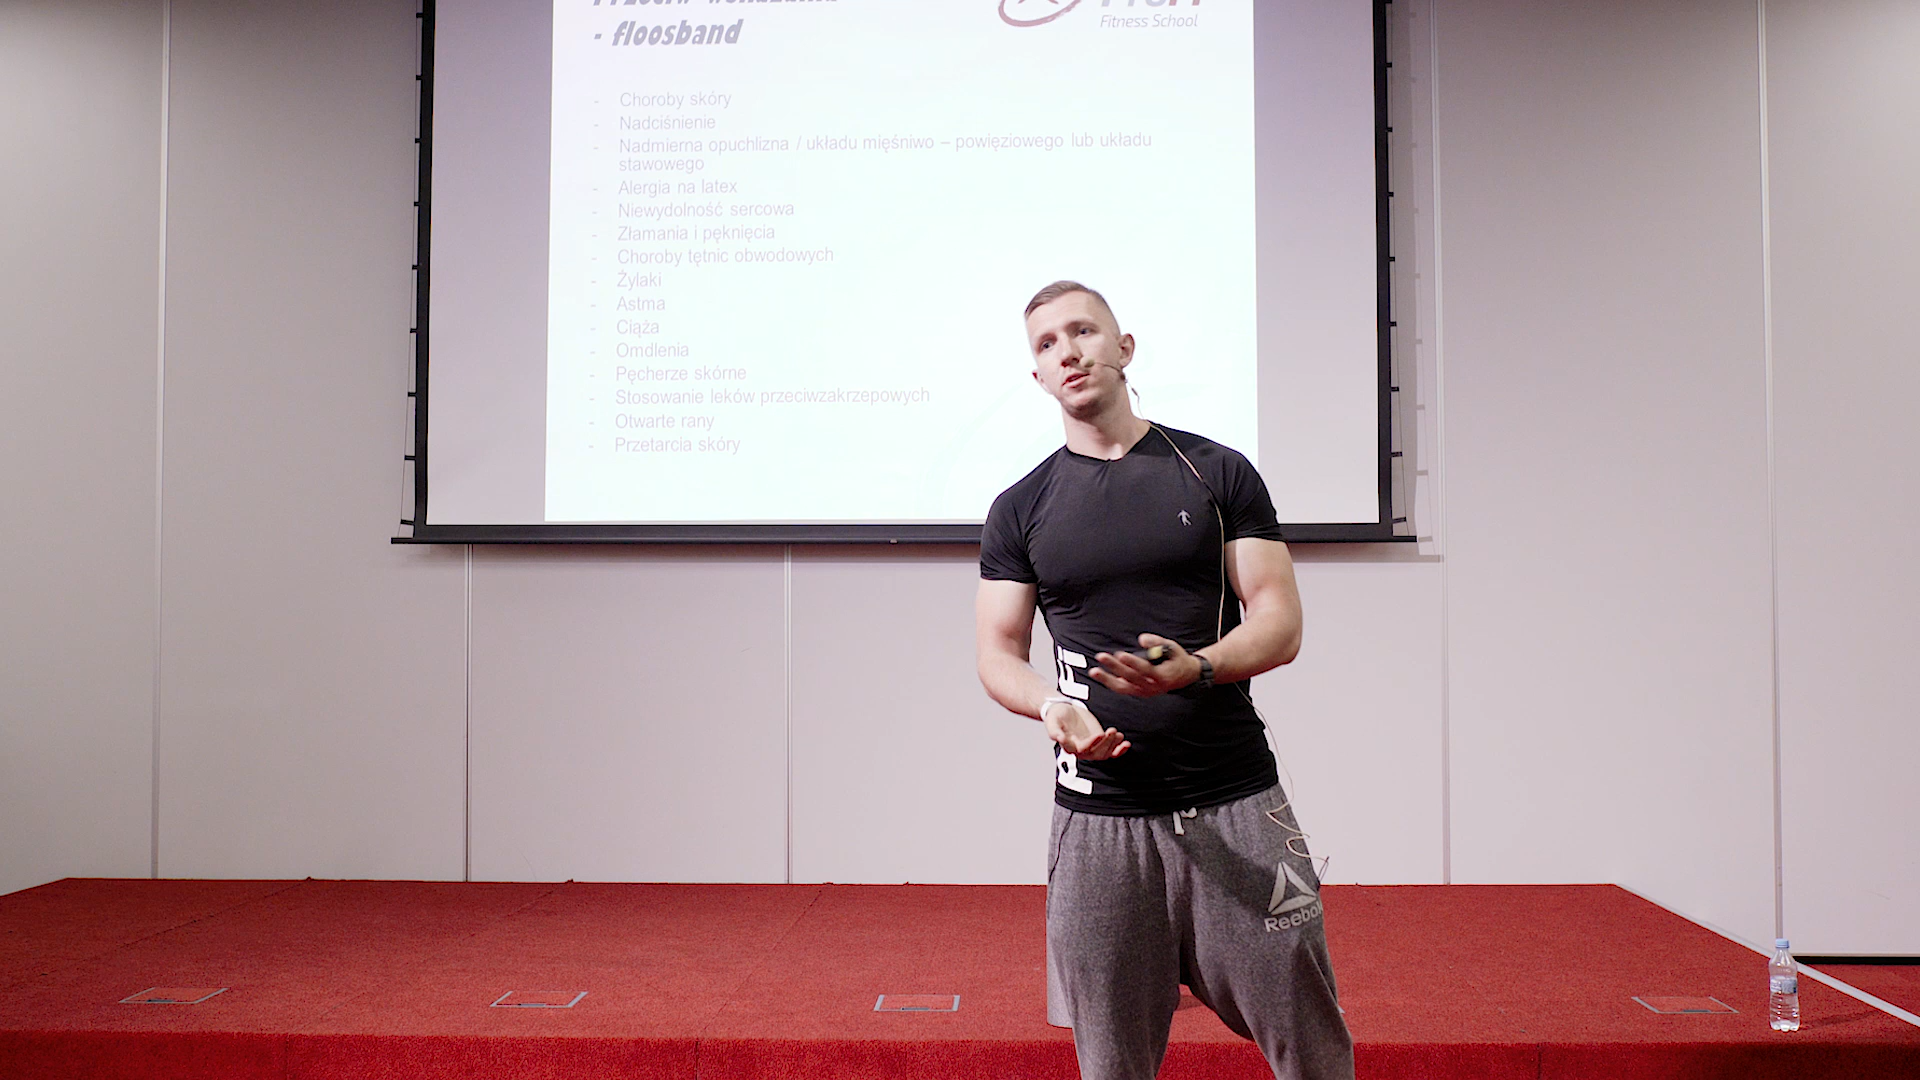 - floosband
Fitness School
- Choroby skóry
- Nadciśnienie
- Nadmierna opuchlizna / układu mięśniwo – powięziowego lub układu
stawowego
- Alergia na latex
- Niewydolność sercowa
- Złamania i pęknięcia
- Choroby tętnic obwodowych
- Żylaki
- Astma
- Ciąża
- Omdlenia
- Pęcherze skórne
- Stosowanie leków przeciwzakrzepowych
- Otwarte rany
- Przetarcia skóry
Reebok